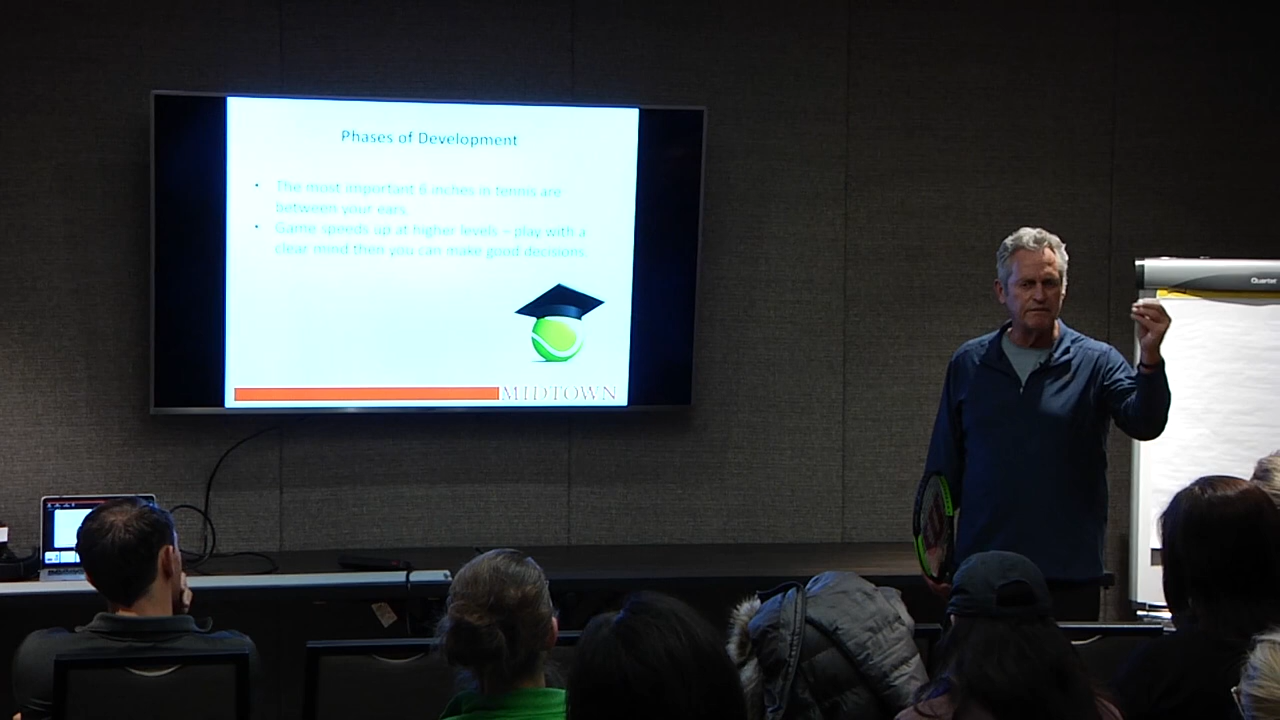 Phases of Development
• The most important 6 inches in tennis are
between your ears.
• Game speeds up at higher levels – play with a
clear mind then you can make good decisions.
MIDTOWN
Quartet